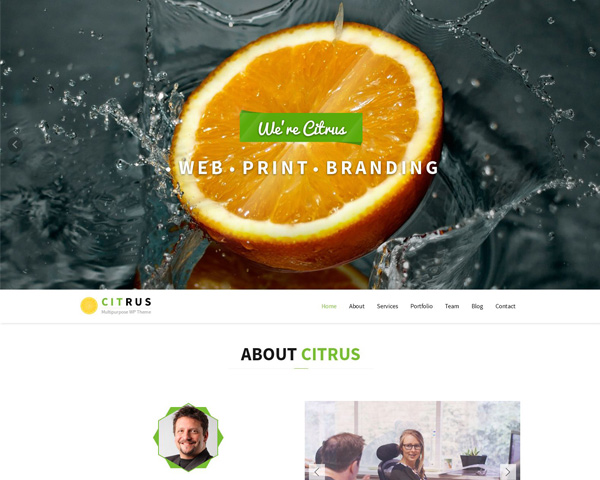 We're Citrus
• WEB • PRINT • BRANDING
CITRUS
Multipurpose WP Theme
Home About Services Portfolio Team Blog Contact
ABOUT CITRUS